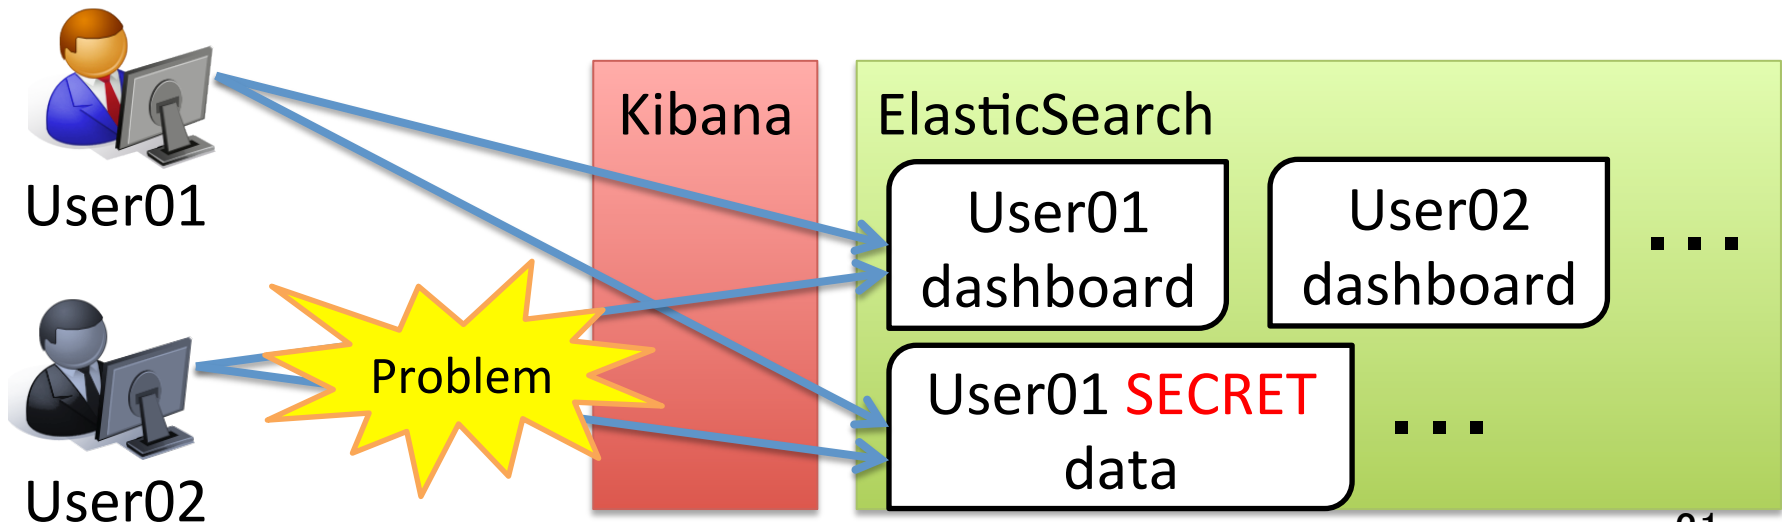 User01
User02
Problem
Kibana
ElasticSearch
User01
dashboard
User02
dashboard
...
User01 SECRET
data
...